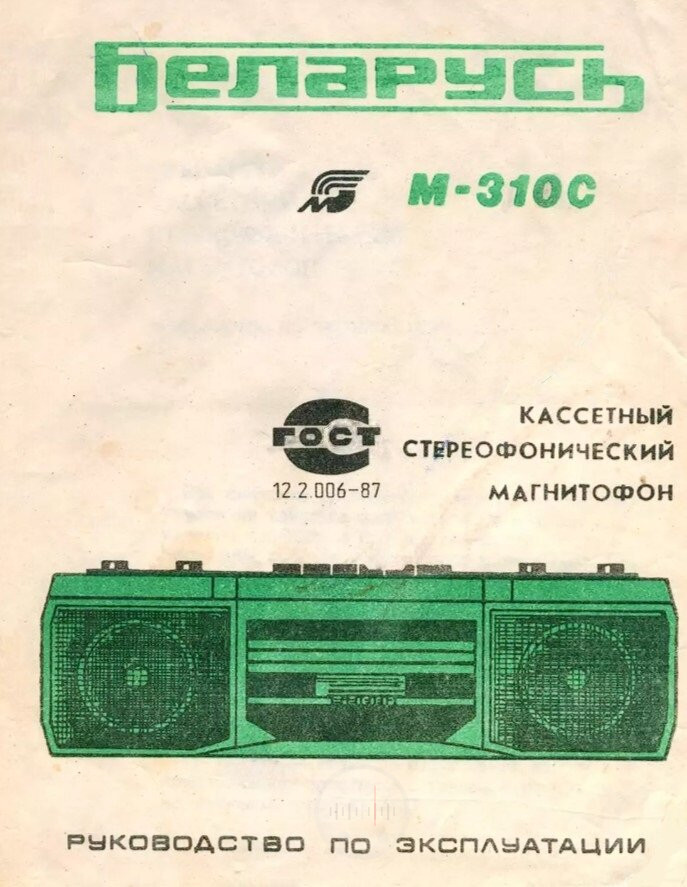 Беларусь
М-310С
ГОСТ
12.2.006-87
КАССЕТНЫЙ
СТЕРЕОФОНИЧЕСКИЙ
МАГНИТОФОН
РУКОВОДСТВО ПО ЭКСПЛУАТАЦИИ